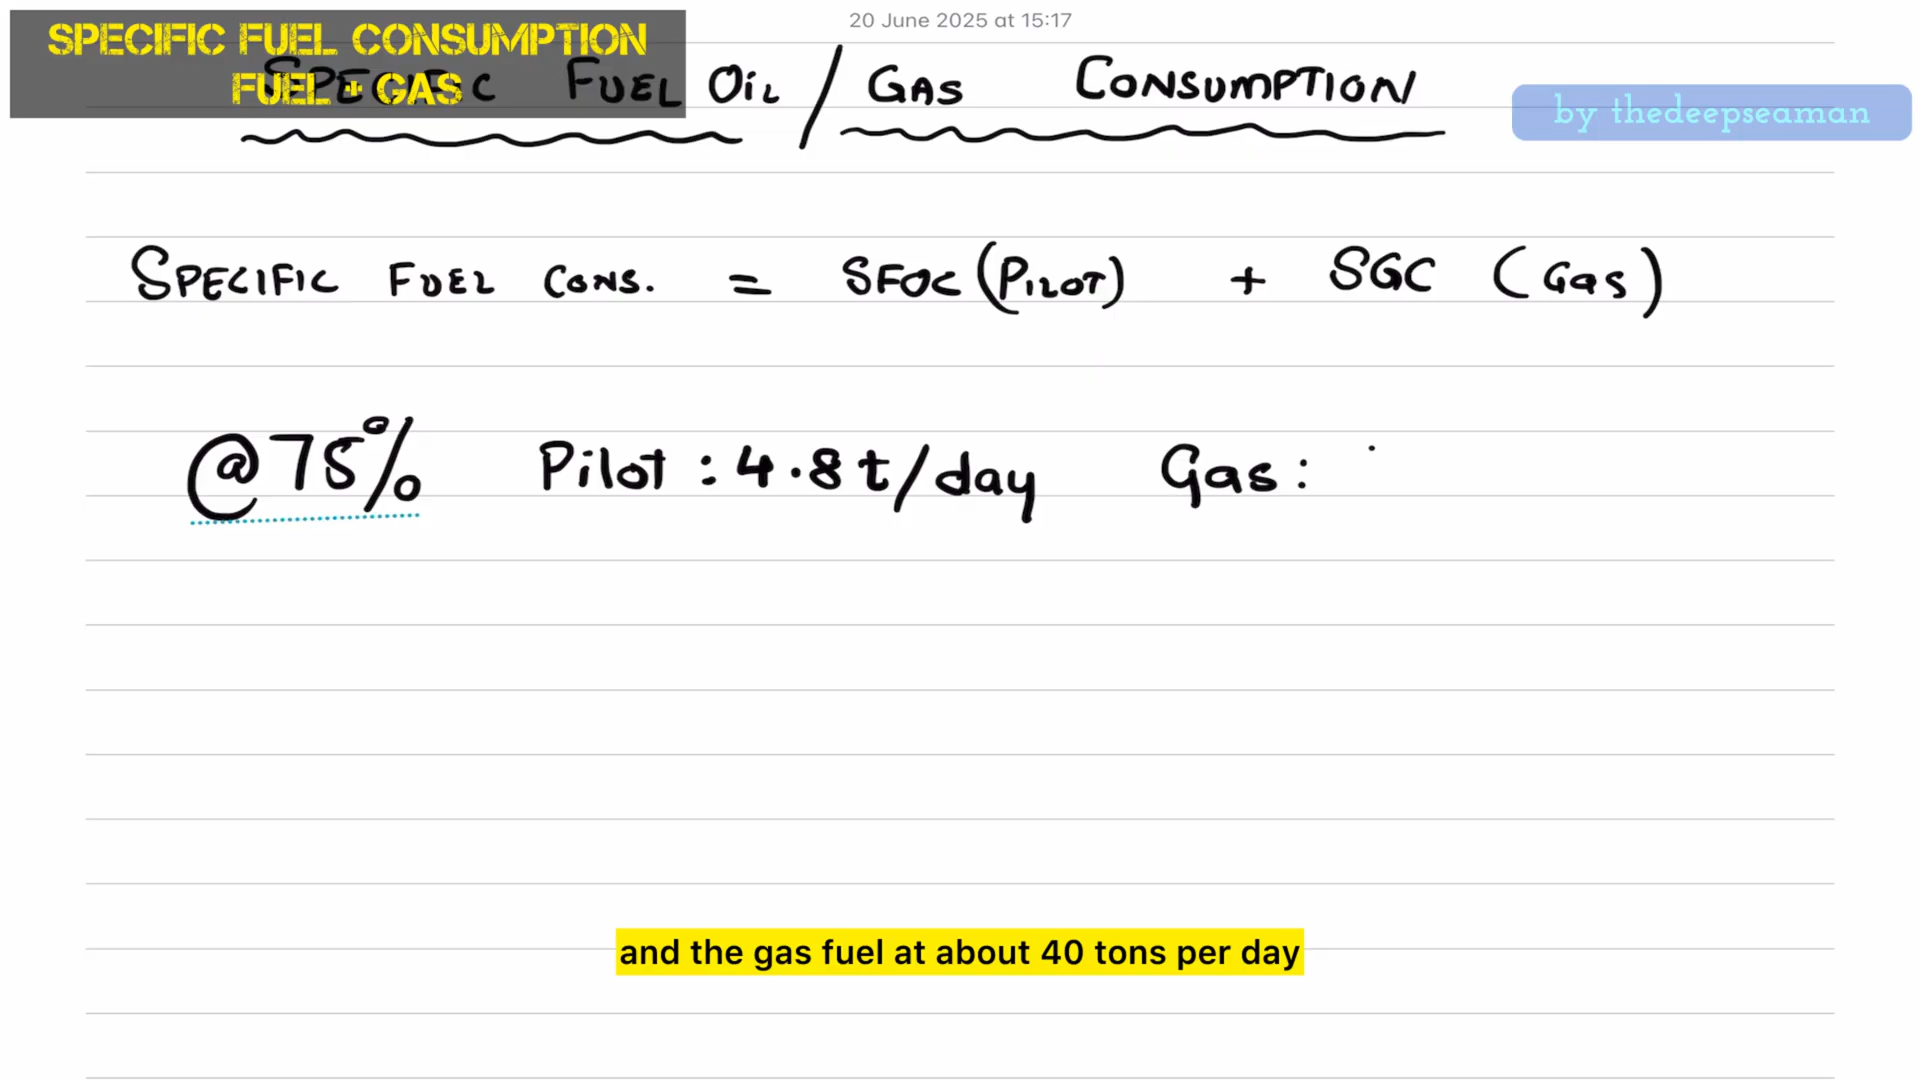 20 June 2025 at 15:17
SPECIFIC FUEL CONSUMPTION
FUEL + GAS
SPECIFIC FUEL OIL / GAS CONSUMPTION
by thedeepseaman
SPECIFIC FUEL CONS. = SFOC (PILOT) + SGC (Gas)
@75% Pilot : 4.8 t/day Gas :
and the gas fuel at about 40 tons per day